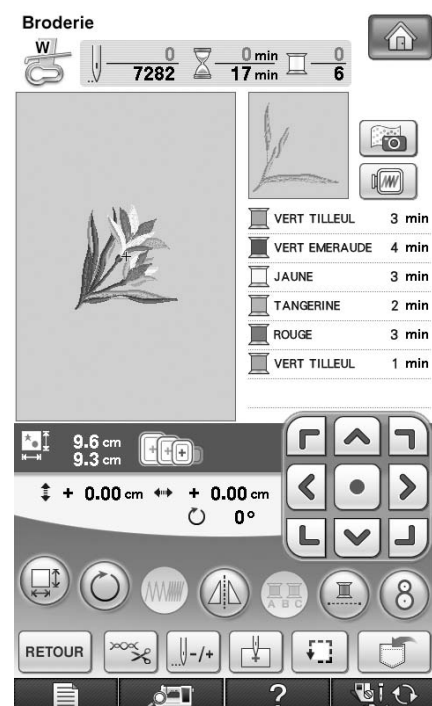 Broderie
W
0 0 min 0
7282 17 min 6
VERT TILLEUL 3 min
VERT EMERAUDE 4 min
JAUNE 3 min
TANGERINE 2 min
ROUGE 3 min
VERT TILLEUL 1 min
9.6 cm
9.3 cm
+ 0.00 cm + 0.00 cm
0°
A B C
8
RETOUR -/+
?
i